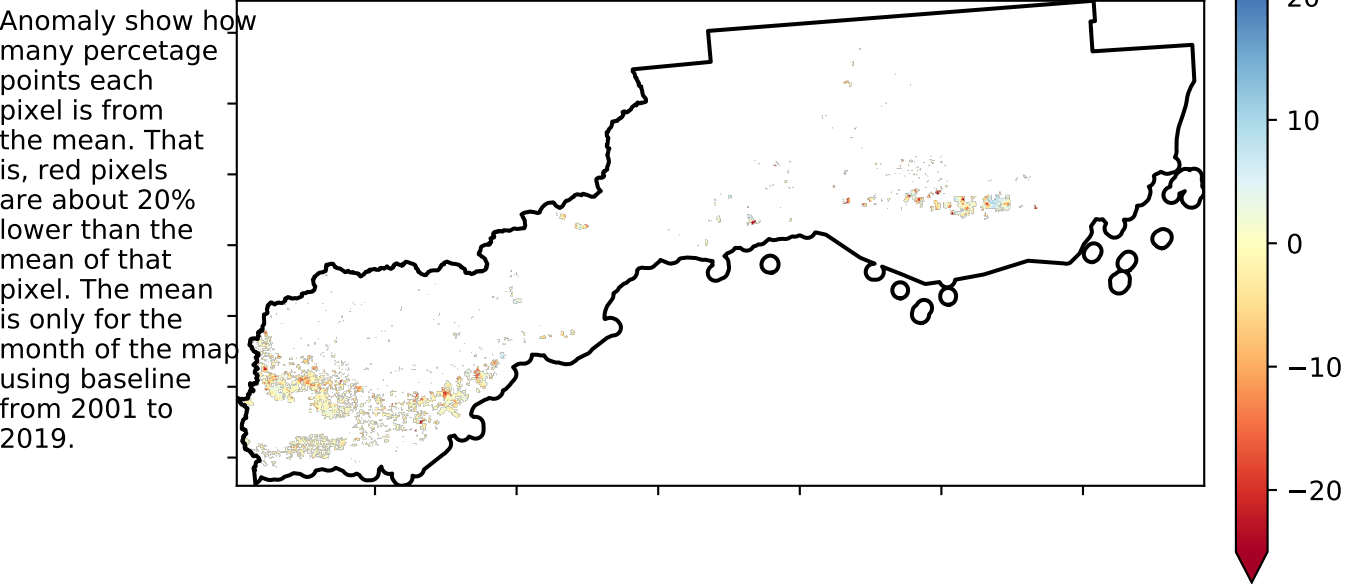 Anomaly show how
many percetage
points each
pixel is from
the mean. That
is, red pixels
are about 20%
lower than the
mean of that
pixel. The mean
is only for the
month of the map
using baseline
from 2001 to
2019.
20
10
0
−10
−20